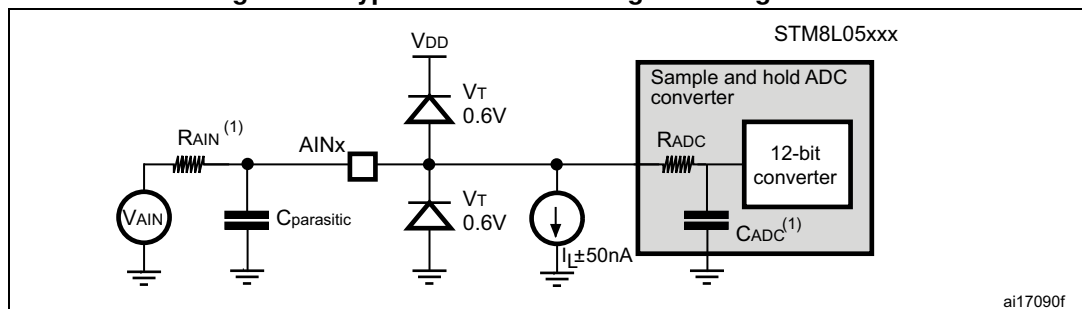 STM8L05xxx
VDD
Sample and hold ADC
converter
VT
0.6V
RAIN (1)
AINx
RADC
12-bit
converter
VAIN
Cparasitic
VT
0.6V
IL±50nA
CADC(1)
ai17090f